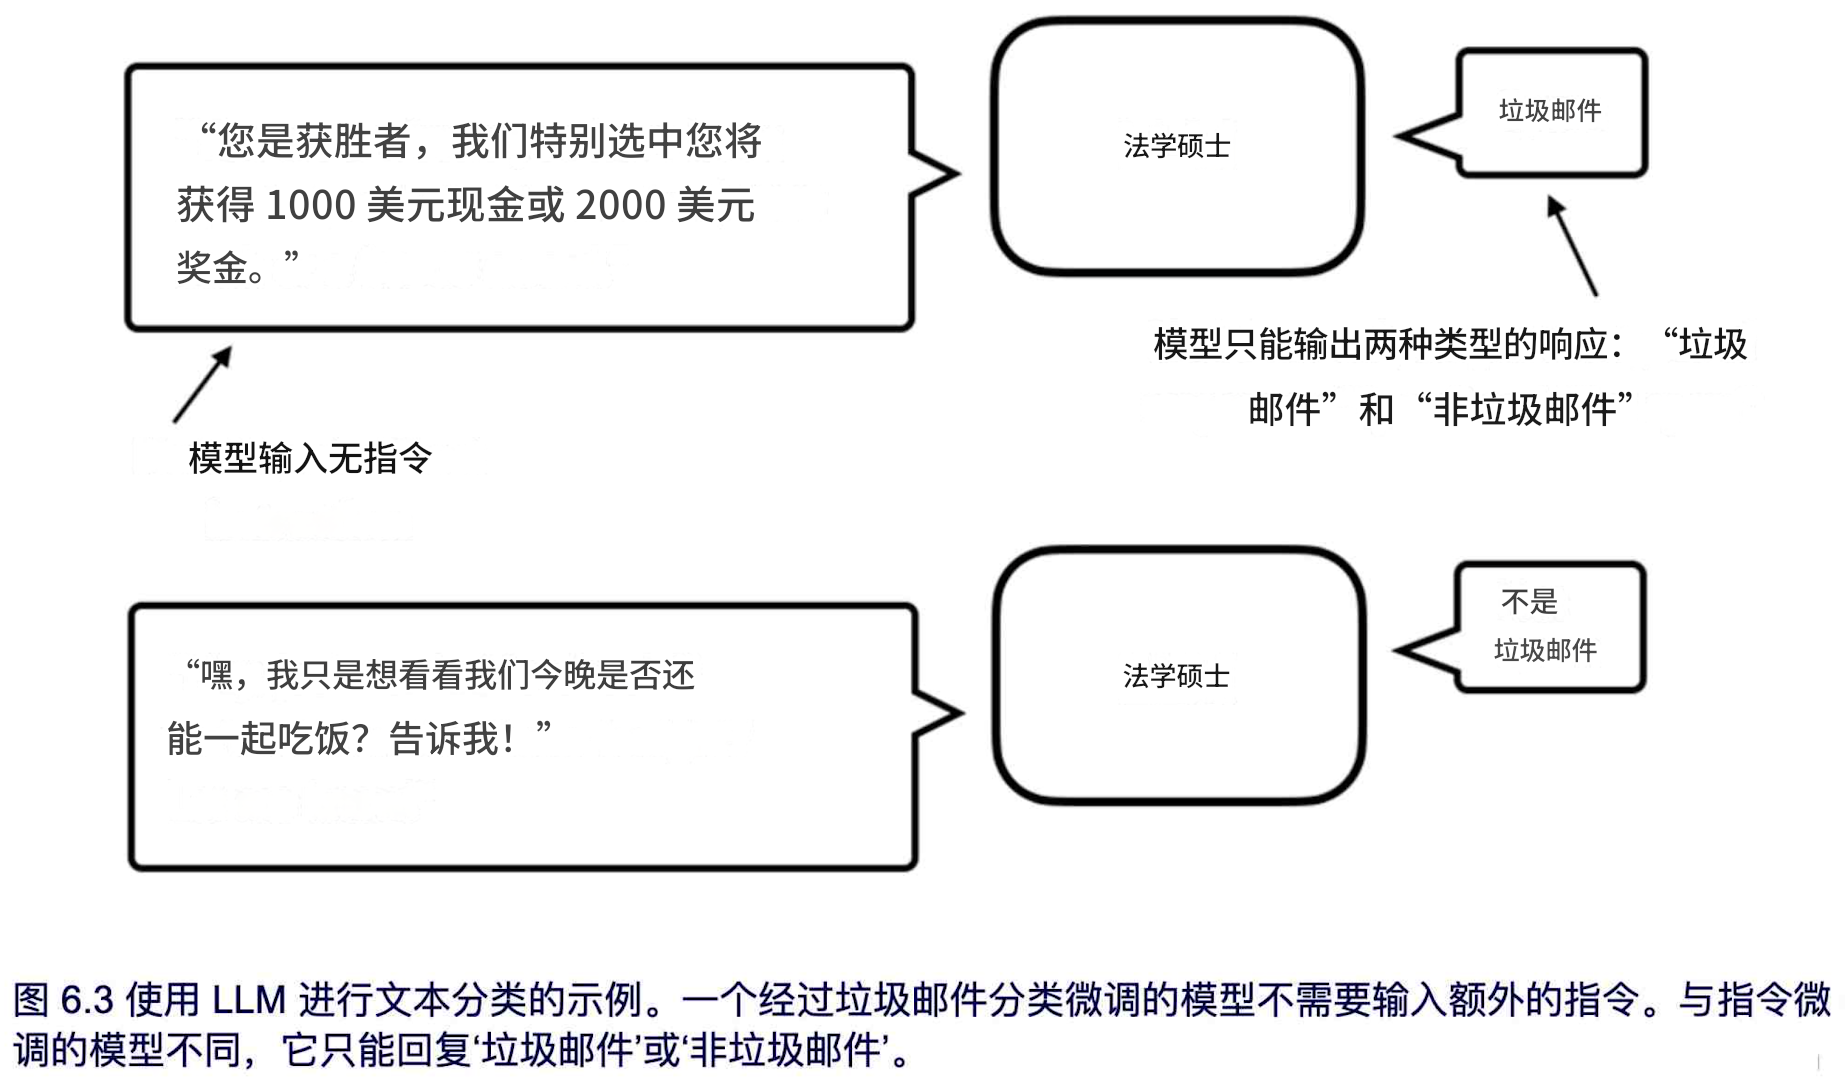 “您是获胜者，我们特别选中您将
获得 1000 美元现金或 2000 美元
奖金。”
法学硕士
垃圾邮件
模型只能输出两种类型的响应：“垃圾
邮件”和“非垃圾邮件”
模型输入无指令
“嘿，我只是想看看我们今晚是否还
能一起吃饭？告诉我！”
法学硕士
不是
垃圾邮件
图 6.3 使用 LLM 进行文本分类的示例。一个经过垃圾邮件分类微调的模型不需要输入额外的指令。与指令微
调的模型不同，它只能回复‘垃圾邮件’或‘非垃圾邮件’。